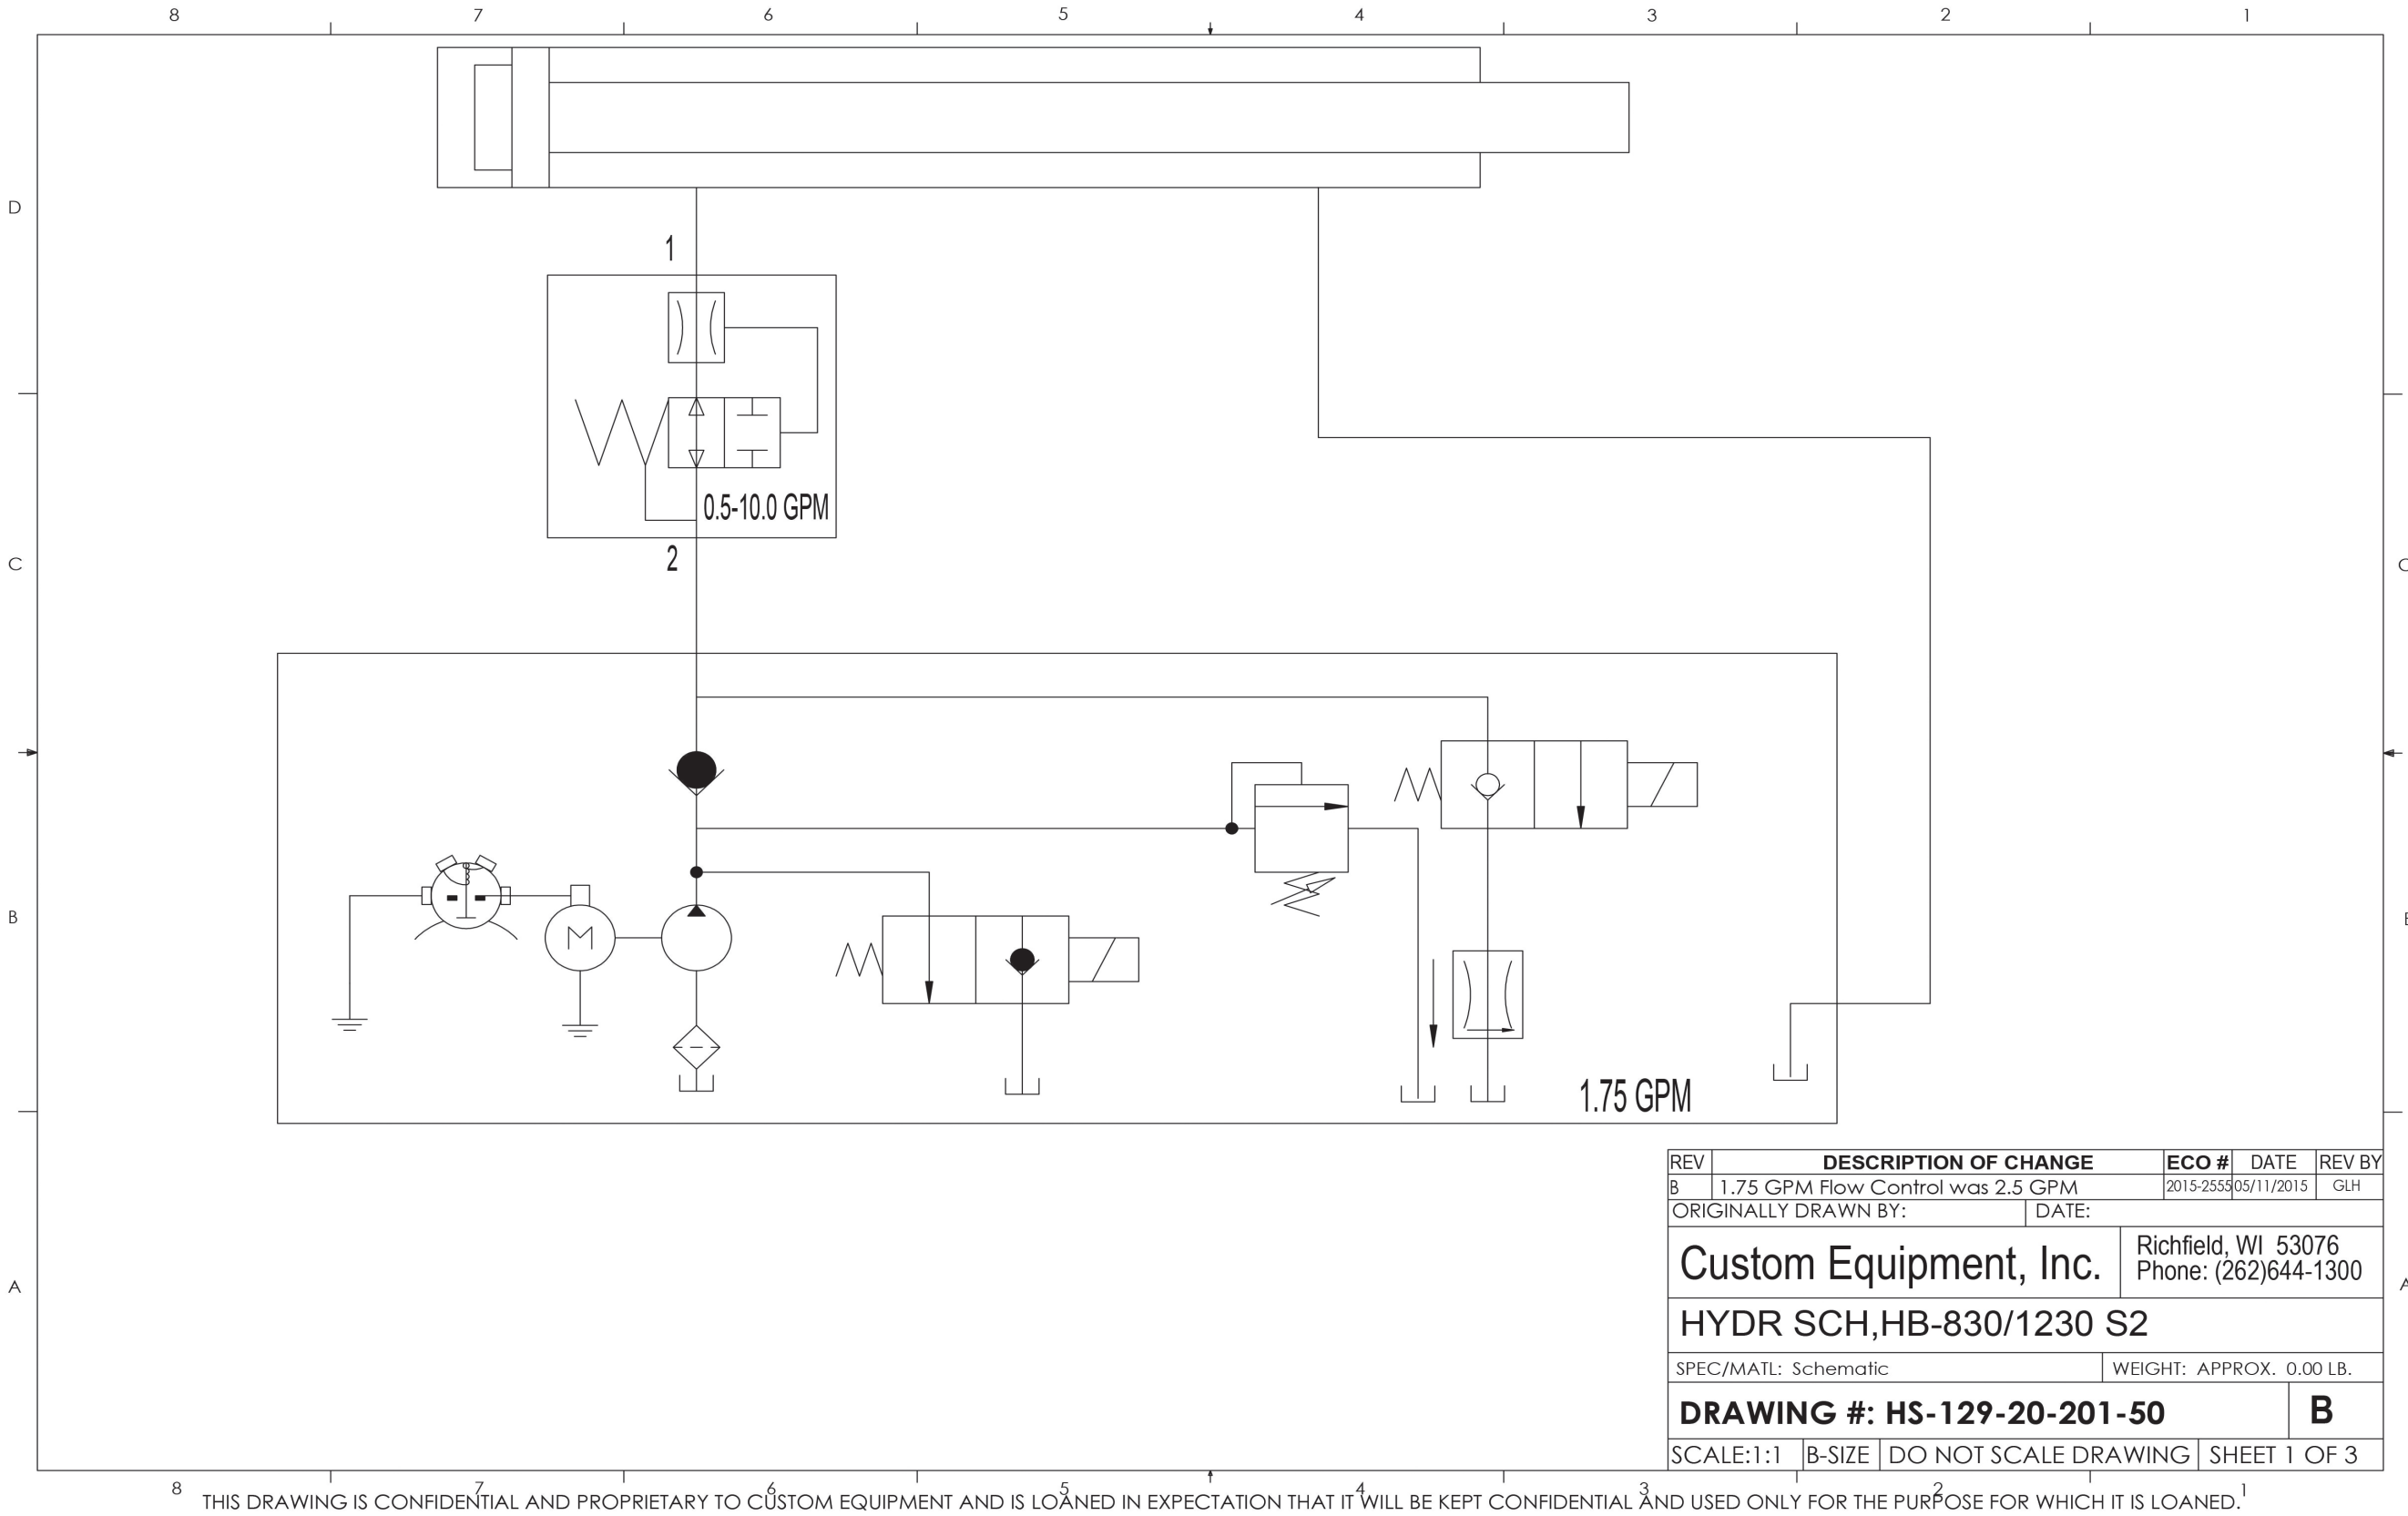 8 7 6 5 4 3 2 1
D
1
0.5-10.0 GPM
C
2
C
M
B
1.75 GPM
REV DESCRIPTION OF CHANGE ECO # DATE REV BY
B 1.75 GPM Flow Control was 2.5 GPM 2015-2555 05/11/2015 GLH
ORIGINALLY DRAWN BY: DATE:
Custom Equipment, Inc.
Richfield, WI 53076
Phone: (262)644-1300
A
HYDR SCH,HB-830/1230 S2
SPEC/MATL: Schematic WEIGHT: APPROX. 0.00 LB.
DRAWING #: HS-129-20-201-50 B
SCALE:1:1 B-SIZE DO NOT SCALE DRAWING SHEET 1 OF 3
8 7 6 5 4 3 2 1
THIS DRAWING IS CONFIDENTIAL AND PROPRIETARY TO CUSTOM EQUIPMENT AND IS LOANED IN EXPECTATION THAT IT WILL BE KEPT CONFIDENTIAL AND USED ONLY FOR THE PURPOSE FOR WHICH IT IS LOANED.